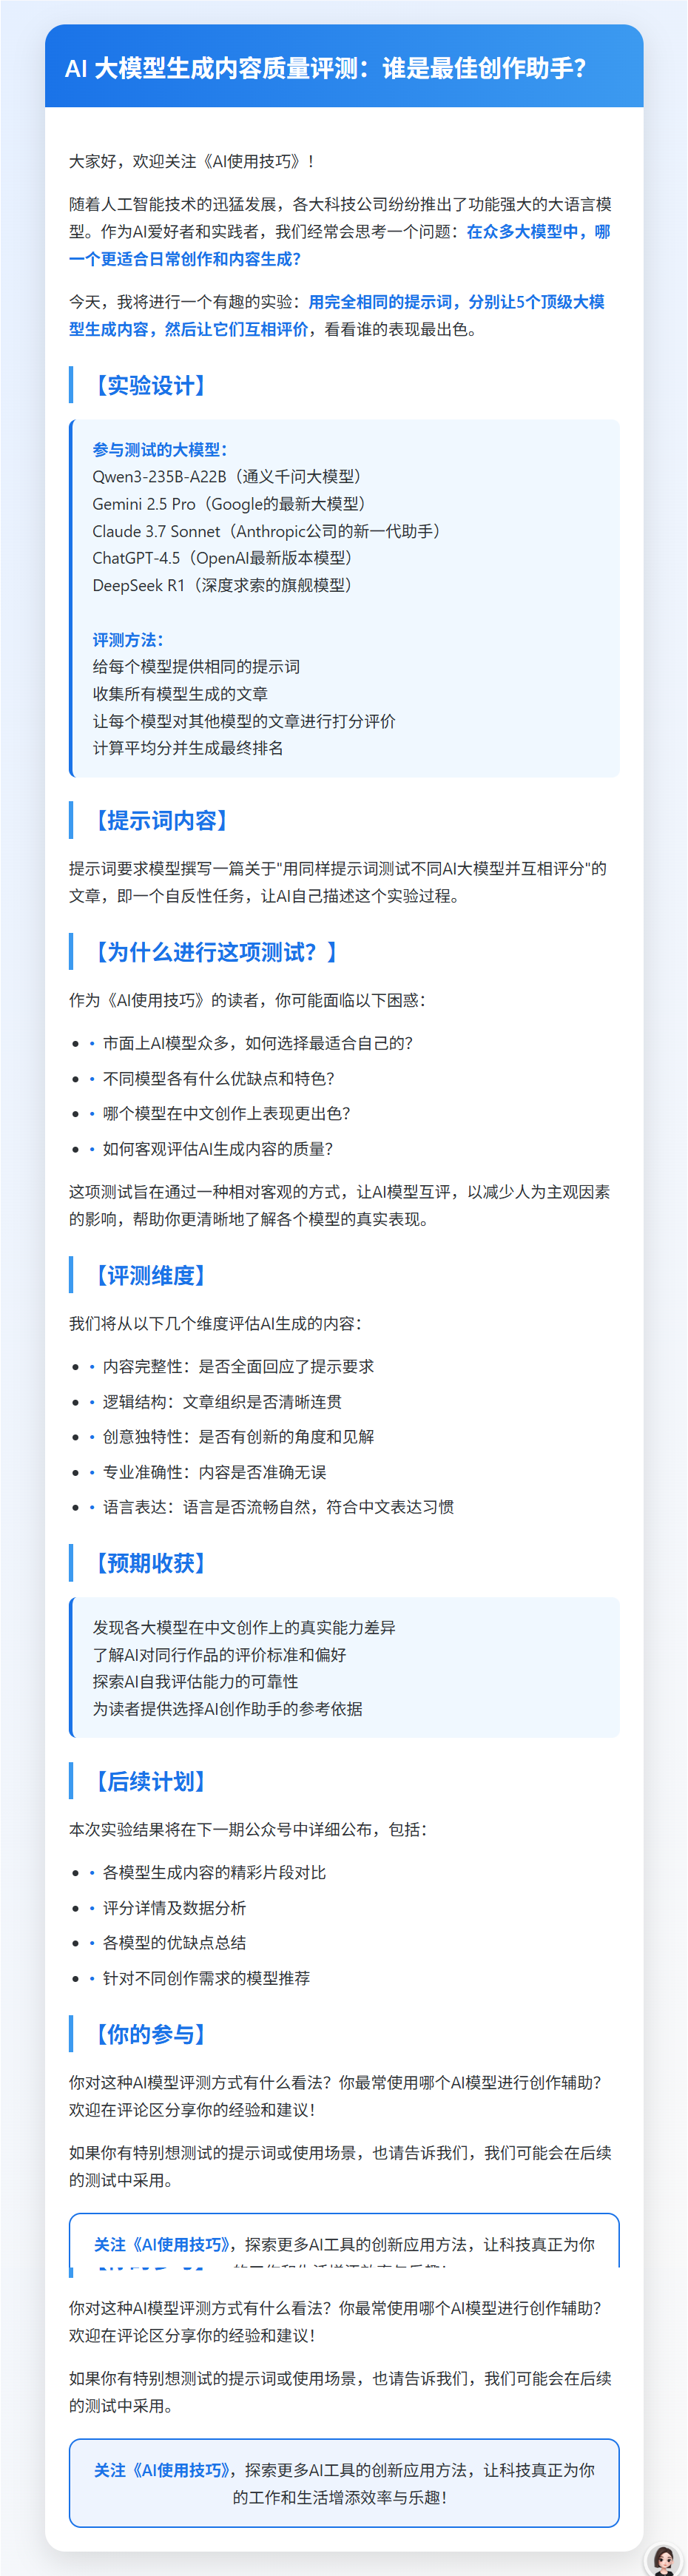 AI 大模型生成内容质量评测：谁是最佳创作助手？
大家好，欢迎关注《AI使用技巧》！
随着人工智能技术的迅猛发展，各大科技公司纷纷推出了功能强大的大语言模
型。作为AI爱好者和实践者，我们经常会思考一个问题：在众多大模型中，哪
一个更适合日常创作和内容生成？
今天，我将进行一个有趣的实验：用完全相同的提示词，分别让5个顶级大模
型生成内容，然后让它们互相评价，看看谁的表现最出色。
【实验设计】
参与测试的大模型：
Qwen3-235B-A22B（通义千问大模型）
Gemini 2.5 Pro（Google的最新大模型）
Claude 3.7 Sonnet（Anthropic公司的新一代助手）
ChatGPT-4.5（OpenAI最新版本模型）
DeepSeek R1（深度求索的旗舰模型）
评测方法：
给每个模型提供相同的提示词
收集所有模型生成的文章
让每个模型对其他模型的文章进行打分评价
计算平均分并生成最终排名
【提示词内容】
提示词要求模型撰写一篇关于"用同样提示词测试不同AI大模型并互相评分"的
文章，即一个自反性任务，让AI自己描述这个实验过程。
【为什么进行这项测试？】
作为《AI使用技巧》的读者，你可能面临以下困惑：
• • 市面上AI模型众多，如何选择最适合自己的？
• • 不同模型各有什么优缺点和特色？
• • 哪个模型在中文创作上表现更出色？
• • 如何客观评估AI生成内容的质量？
这项测试旨在通过一种相对客观的方式，让AI模型互评，以减少人为主观因素
的影响，帮助你更清晰地了解各个模型的真实表现。
【评测维度】
我们将从以下几个维度评估AI生成的内容：
• • 内容完整性：是否全面回应了提示要求
• • 逻辑结构：文章组织是否清晰连贯
• • 创意独特性：是否有创新的角度和见解
• • 专业准确性：内容是否准确无误
• • 语言表达：语言是否流畅自然，符合中文表达习惯
【预期收获】
发现各大模型在中文创作上的真实能力差异
了解AI对同行作品的评价标准和偏好
探索AI自我评估能力的可靠性
为读者提供选择AI创作助手的参考依据
【后续计划】
本次实验结果将在下一期公众号中详细公布，包括：
• • 各模型生成内容的精彩片段对比
• • 评分详情及数据分析
• • 各模型的优缺点总结
• • 针对不同创作需求的模型推荐
【你的参与】
你对这种AI模型评测方式有什么看法？你最常使用哪个AI模型进行创作辅助？
欢迎在评论区分享你的经验和建议！
如果你有特别想测试的提示词或使用场景，也请告诉我们，我们可能会在后续
的测试中采用。
关注《AI使用技巧》，探索更多AI工具的创新应用方法，让科技真正为你
你对这种AI模型评测方式有什么看法？你最常使用哪个AI模型进行创作辅助？
欢迎在评论区分享你的经验和建议！
如果你有特别想测试的提示词或使用场景，也请告诉我们，我们可能会在后续
的测试中采用。
关注《AI使用技巧》，探索更多AI工具的创新应用方法，让科技真正为你
的工作和生活增添效率与乐趣！